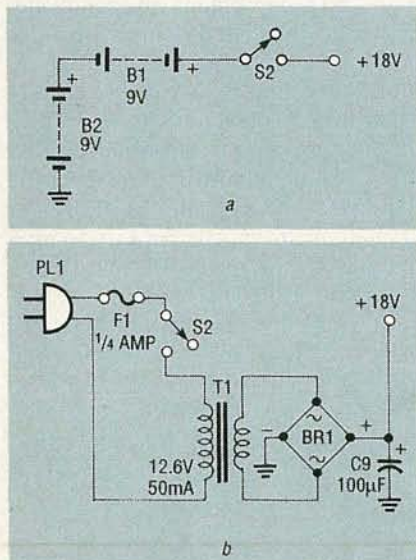 +
B1
9V
+
S2
+18V
+
B2
9V
a
PL1
F1
1/4 AMP
S2
T1
12.6V
50mA
−
BR1
+
+18V
C9
100µF
b